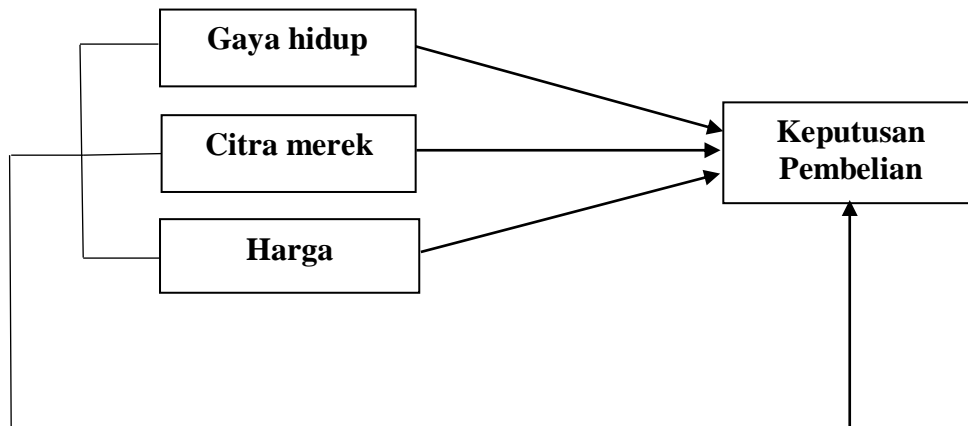 Gaya hidup
Citra merek
Harga
Keputusan
Pembelian